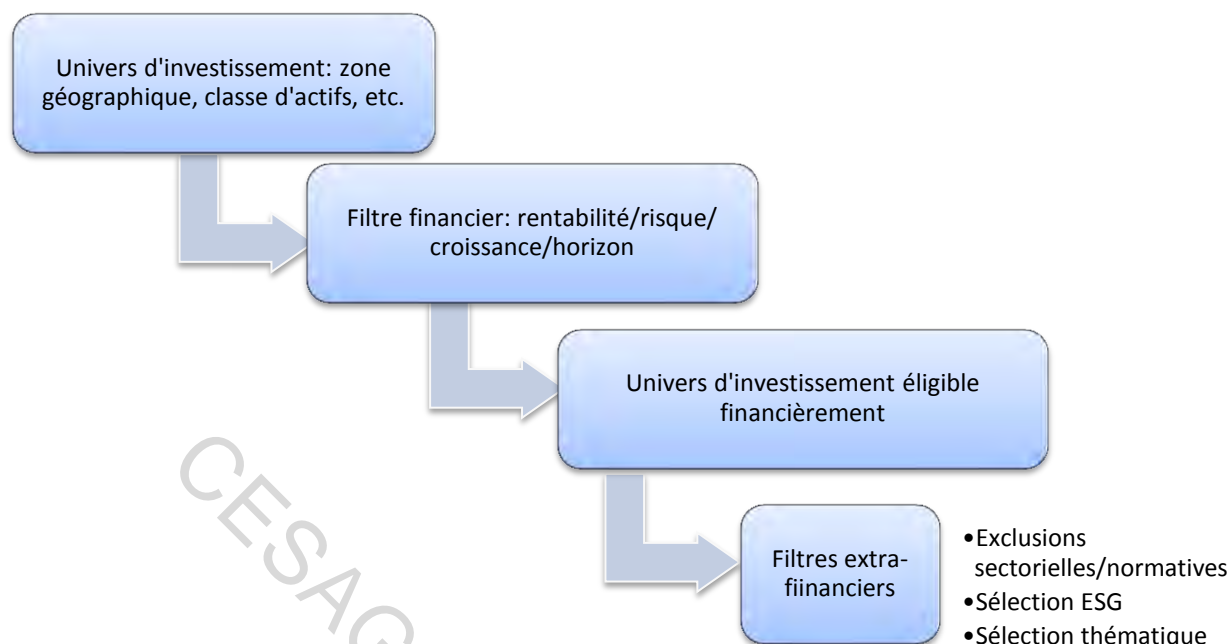 Univers d'investissement: zone
géographique, classe d'actifs, etc.
Filtre financier: rentabilité/risque/
croissance/horizon
Univers d'investissement éligible
financièrement
Filtres extra-
fiinanciers
•Exclusions
sectorielles/normatives
•Sélection ESG
•Sélection thématique
CESAG